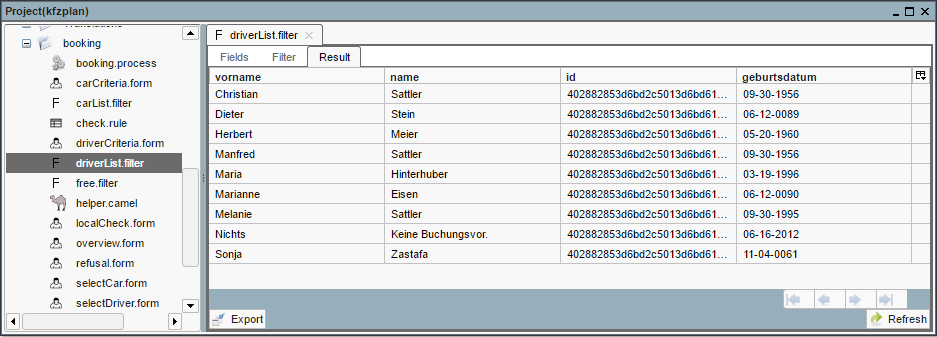 Project(kfzplan)
Translations
booking
booking.process
carCriteria.form
F carList.filter
check.rule
driverCriteria.form
F driverList.filter
F free.filter
helper.camel
localCheck.form
overview.form
refusal.form
selectCar.form
selectDriver.form
F driverList.filter
Fields Filter Result
vorname name id geburtsdatum
Christian Sattler 402882853d6bd2c5013d6bd61... 09-30-1956
Dieter Stein 402882853d6bd2c5013d6bd61... 06-12-0089
Herbert Meier 402882853d6bd2c5013d6bd61... 05-20-1960
Manfred Sattler 402882853d6bd2c5013d6bd61... 09-30-1956
Maria Hinterhuber 402882853d6bd2c5013d6bd61... 03-19-1996
Marianne Eisen 402882853d6bd2c5013d6bd61... 06-12-0090
Melanie Sattler 402882853d6bd2c5013d6bd61... 09-30-1995
Nichts Keine Buchungsvor. 402882853d6bd2c5013d6bd61... 06-16-2012
Sonja Zastafa 402882853d6bd2c5013d6bd61... 11-04-0061
Export Refresh